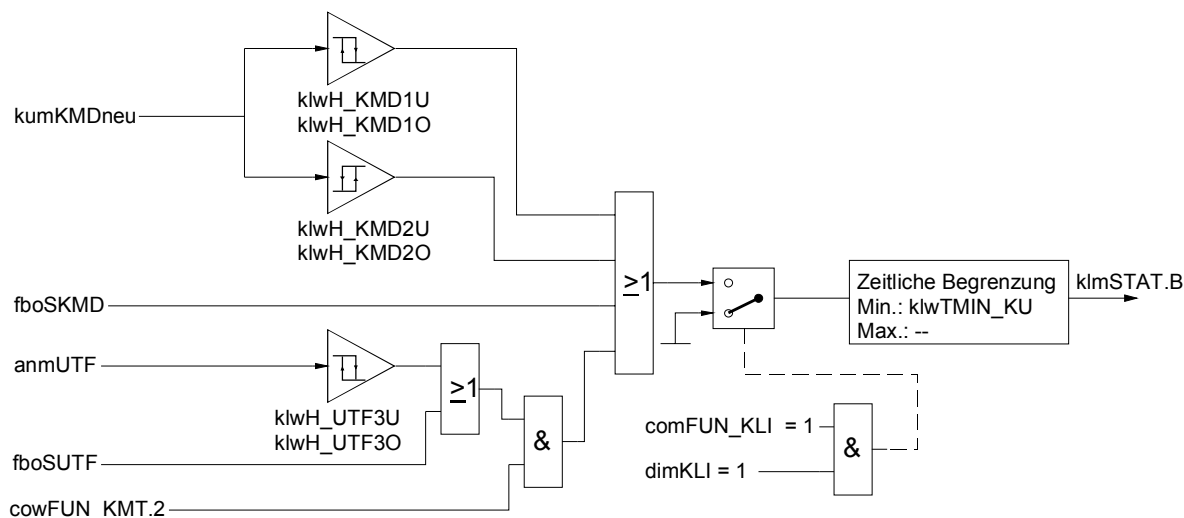 klwH_KMD1U
klwH_KMD1O
kumKMDneu
klwH_KMD2U
klwH_KMD2O
fboSKMD
≥1
Zeitliche Begrenzung
Min.: klwTMIN_KU
Max.: --
klmSTAT.B
anmUTF
klwH_UTF3U
klwH_UTF3O
≥1
&
fboSUTF
cowFUN_KMT.2
comFUN_KLI = 1
dimKLI = 1
&